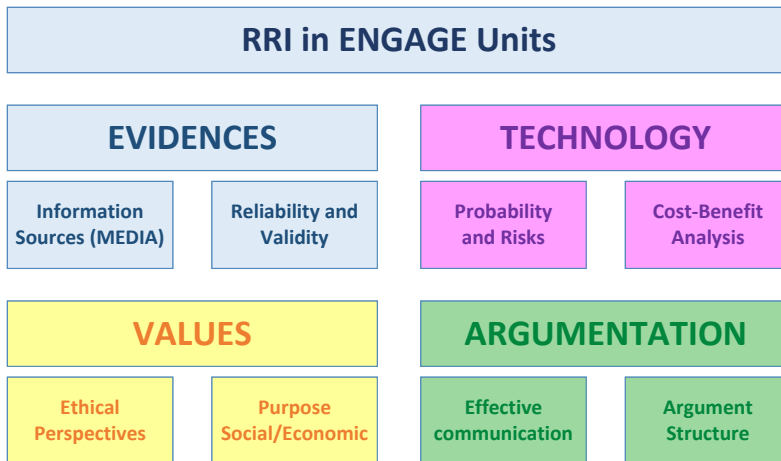 RRI in ENGAGE Units
EVIDENCES
Information
Sources (MEDIA)
Reliability and
Validity
TECHNOLOGY
Probability
and Risks
Cost-Benefit
Analysis
VALUES
Ethical
Perspectives
Purpose
Social/Economic
ARGUMENTATION
Effective
communication
Argument
Structure